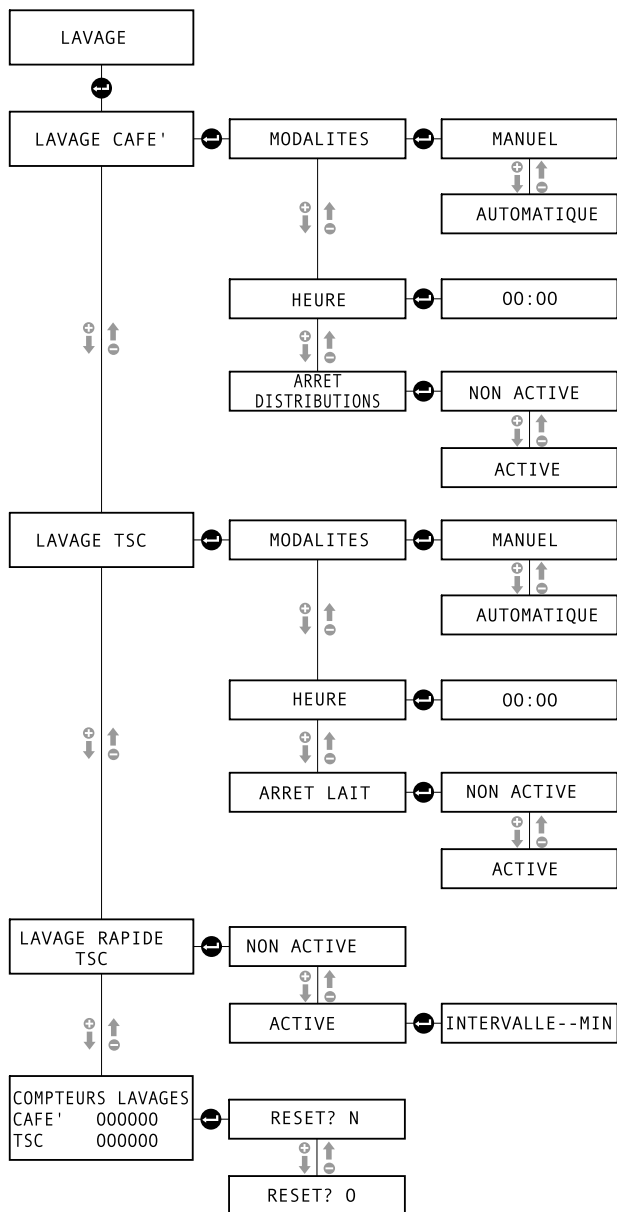 LAVAGE
LAVAGE CAFE'
MODALITES
MANUEL
AUTOMATIQUE
HEURE
00:00
ARRET
DISTRIBUTIONS
NON ACTIVE
ACTIVE
LAVAGE TSC
MODALITES
MANUEL
AUTOMATIQUE
HEURE
00:00
ARRET LAIT
NON ACTIVE
ACTIVE
LAVAGE RAPIDE
TSC
NON ACTIVE
ACTIVE
INTERVALLE--MIN
COMPTEURS LAVAGES
CAFE' 000000
TSC 000000
RESET? N
RESET? O